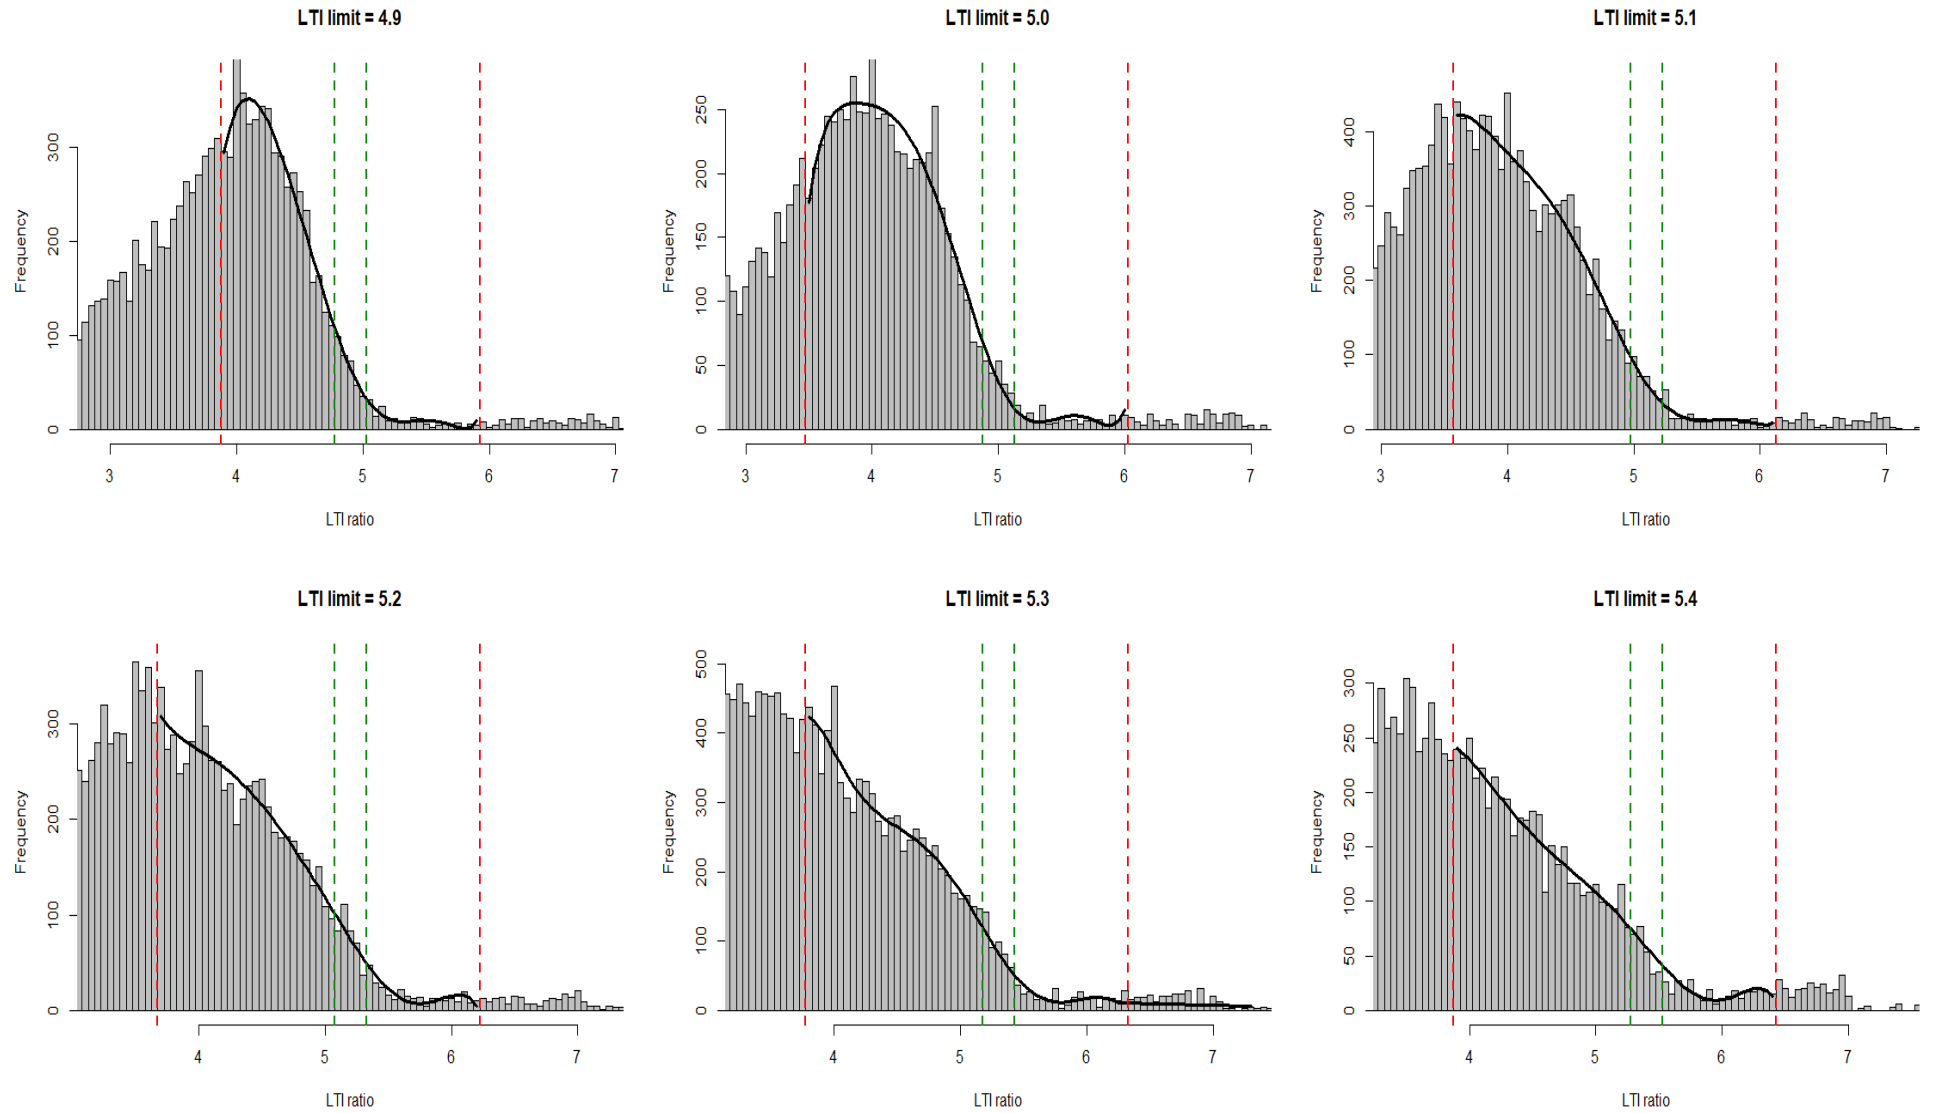 LTI limit = 4.9
Frequency
0 100 200 300
3 4 5 6 7
LTI ratio
LTI limit = 5.0
Frequency
0 50 100 150 200 250
3 4 5 6 7
LTI ratio
LTI limit = 5.1
Frequency
0 100 200 300 400
3 4 5 6 7
LTI ratio
LTI limit = 5.2
Frequency
0 100 200 300
4 5 6 7
LTI ratio
LTI limit = 5.3
Frequency
0 100 200 300 400 500
4 5 6 7
LTI ratio
LTI limit = 5.4
Frequency
0 50 100 150 200 250 300
4 5 6 7
LTI ratio